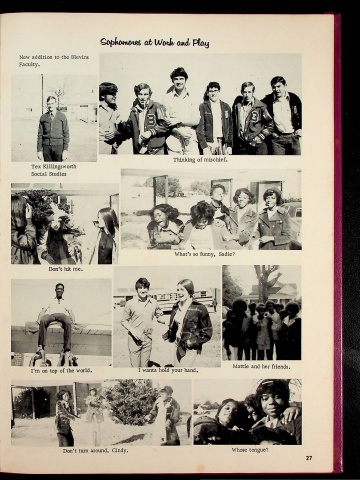 Sophomores at Work and Play
New addition to the Blevins
Faculty.
Tex Killingsworth
Social Studies
Thinking of mischief.
Don't hit me.
What's so funny, Sadie?
I'm on top of the world.
I wanta hold your hand.
Mattie and her friends.
Don't turn around, Cindy.
Whose tongue?
27